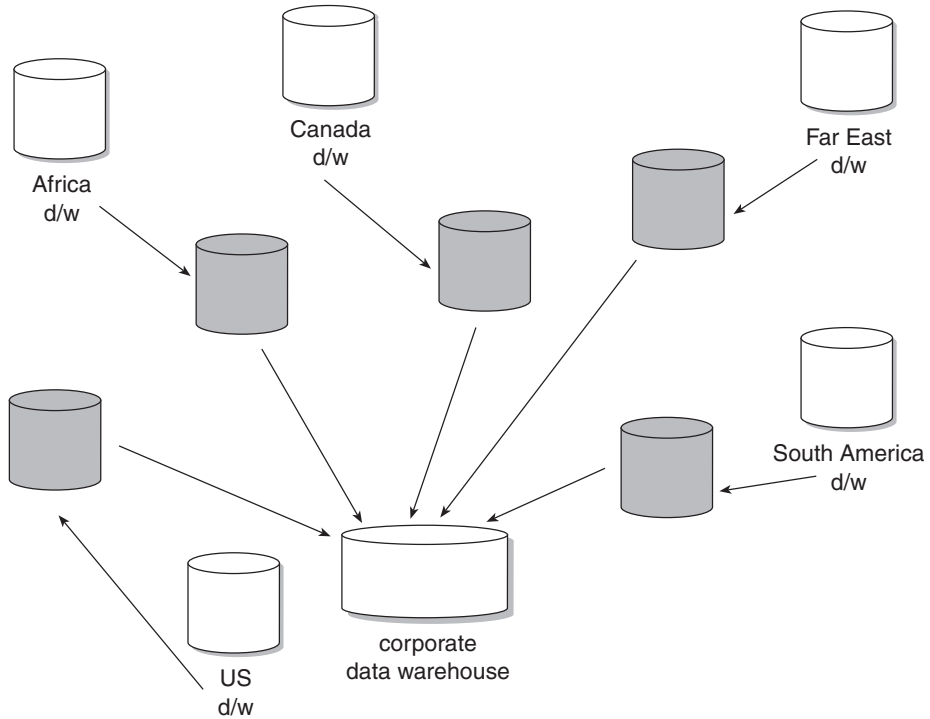 Canada
d/w
Far East
d/w
Africa
d/w
South America
d/w
corporate
data warehouse
US
d/w